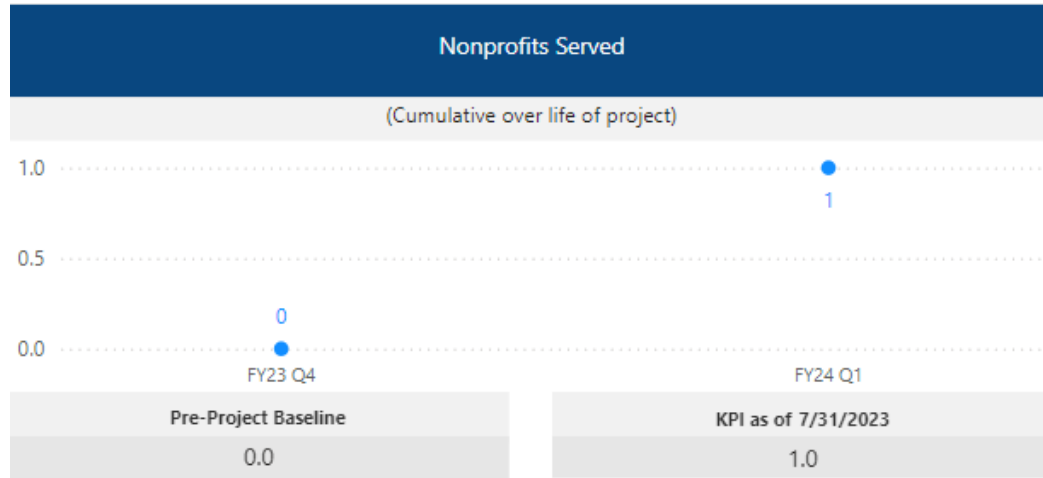 Nonprofits Served
(Cumulative over life of project)
1.0
1
0.5
0
0.0
FY23 Q4 FY24 Q1
Pre-Project Baseline KPI as of 7/31/2023
0.0 1.0